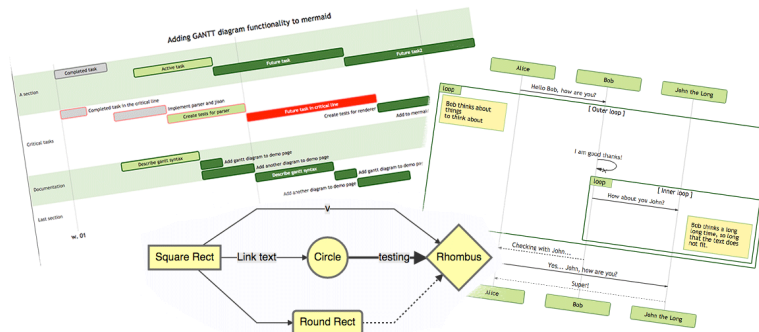 Adding GANTT diagram functionality to mermaid
A section
Completed task
Active task
Future task
Future task2
Critical tasks
Completed task in the critical line
Implement parser and jison
Create tests for parser
Future task in critical line
Create tests for renderer
Add to mermaid
Documentation
Describe gantt syntax
Add gantt diagram to demo page
Add another diagram to demo page
Last section
Describe gantt syntax
Add gantt diagram to demo pag
Add another diagram to demo page
w. 01
Alice
Bob
John the Long
Hello Bob, how are you?
loop
[ Outer loop ]
Bob thinks about
things
to think about
I am good thanks!
loop
[ Inner loop ]
How about you John?
Bob thinks a long
long time, so long
that the text does
not fit.
Checking with John...
Yes... John, how are you?
Super!
Alice
Bob
John the Long
Square Rect
Link text
Circle
testing
Rhombus
Round Rect